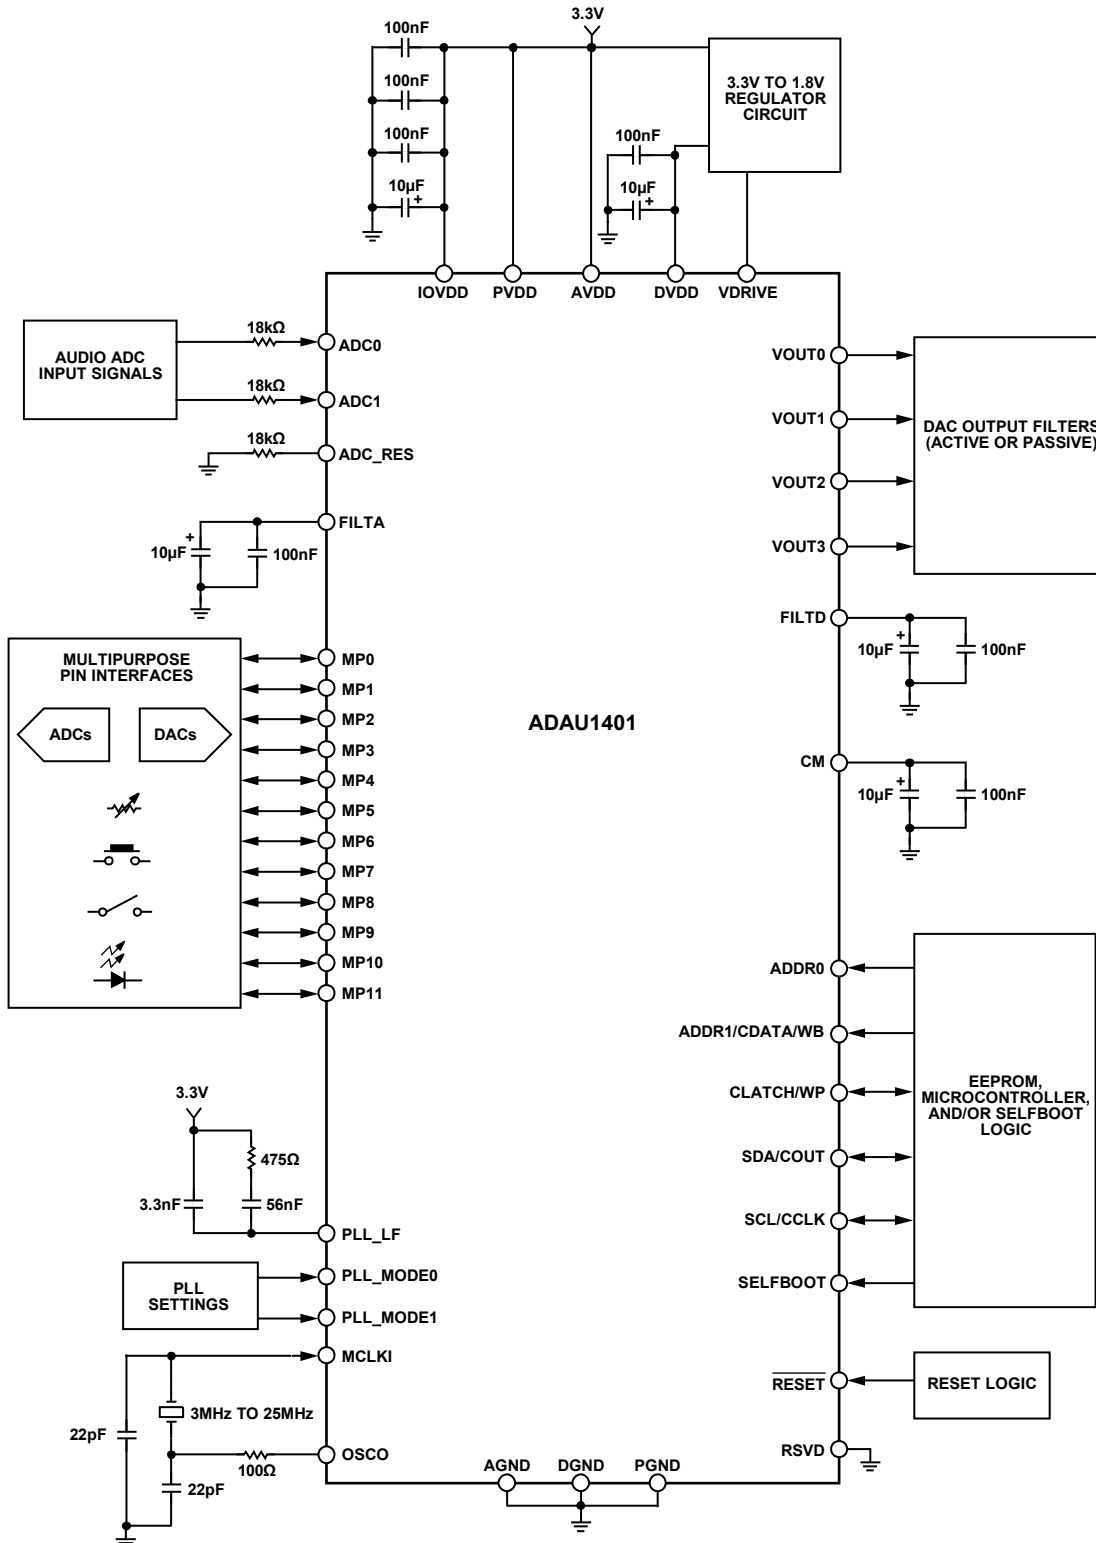 3.3V
100nF
100nF
100nF
10µF
+
3.3V TO 1.8V
REGULATOR
CIRCUIT
100nF
10µF
+
IOVDD
PVDD
AVDD
DVDD
VDRIVE
AUDIO ADC
INPUT SIGNALS
18kΩ
ADC0
18kΩ
ADC1
18kΩ
ADC_RES
FILTA
+
10µF
100nF
MULTIPURPOSE
PIN INTERFACES
ADCs
DACs
MP0
MP1
MP2
MP3
MP4
MP5
MP6
MP7
MP8
MP9
MP10
MP11
3.3V
475Ω
3.3nF
56nF
PLL_LF
PLL
SETTINGS
PLL_MODE0
PLL_MODE1
MCLKI
3MHz TO 25MHz
22pF
100Ω
OSCO
22pF
ADAU1401
AGND
DGND
PGND
VOUT0
VOUT1
VOUT2
VOUT3
DAC OUTPUT FILTERS
(ACTIVE OR PASSIVE)
FILTD
+
10µF
100nF
CM
+
10µF
100nF
ADDR0
ADDR1/CDATA/WB
CLATCH/WP
SDA/COUT
SCL/CCLK
SELFBOOT
EEPROM,
MICROCONTROLLER,
AND/OR SELFBOOT
LOGIC
RESET
RESET LOGIC
RSVD